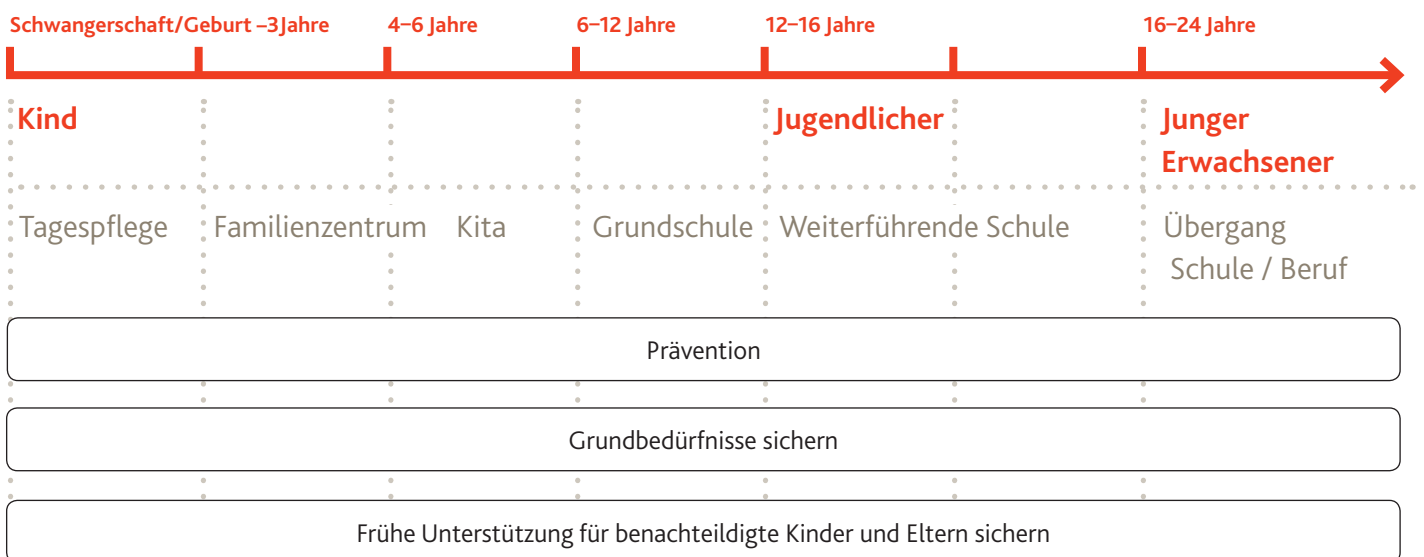 Schwangerschaft/Geburt –3Jahre 4–6 Jahre 6–12 Jahre 12–16 Jahre 16–24 Jahre
Kind Jugendlicher Junger
Erwachsener
Tagespflege Familienzentrum Kita Grundschule Weiterführende Schule Übergang
Schule / Beruf
Prävention
Grundbedürfnisse sichern
Frühe Unterstützung für benachteildigte Kinder und Eltern sichern